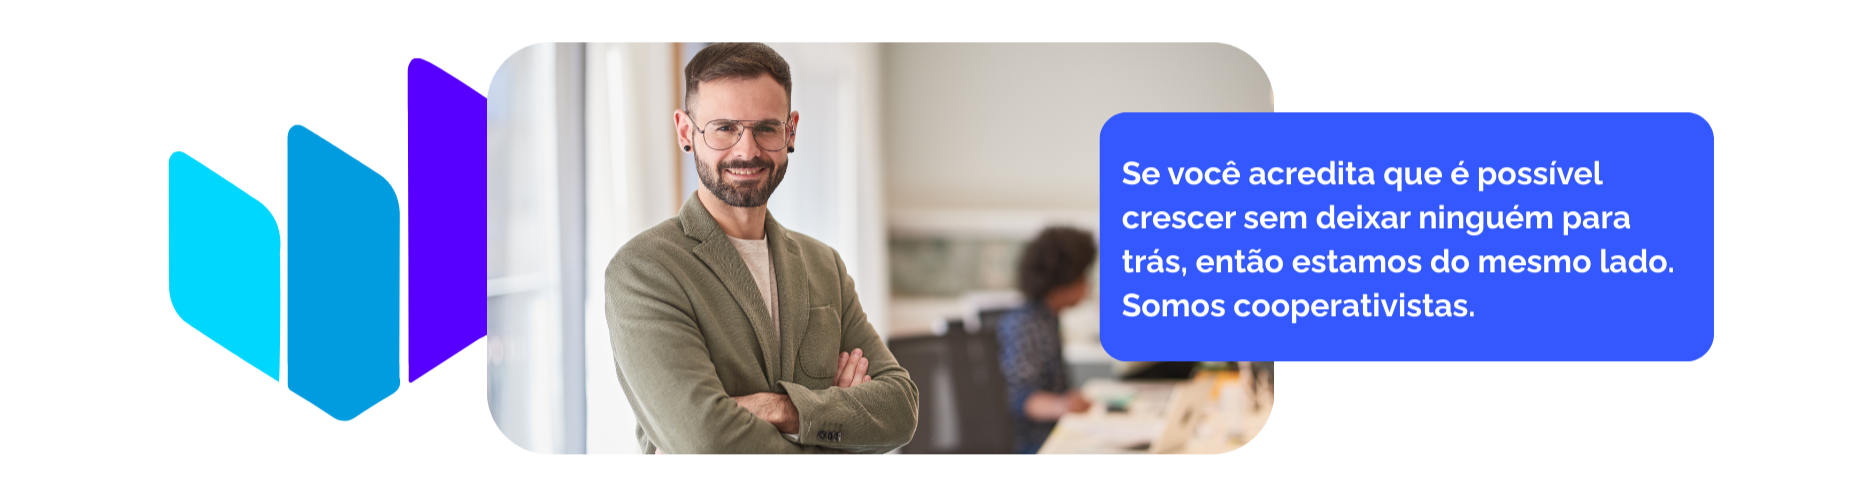 Se você acredita que é possível
crescer sem deixar ninguém para
trás, então estamos do mesmo lado.
Somos cooperativistas.